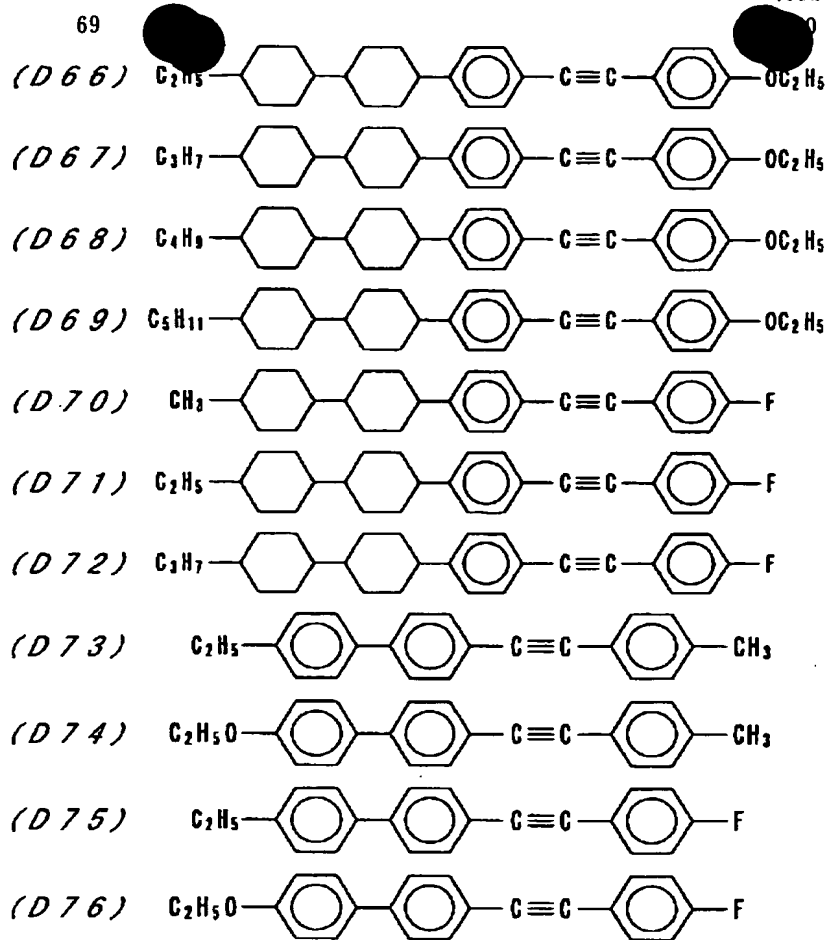 69
(D66) C₂H₅ C≡C OC₂H₅
(D67) C₃H₇ C≡C OC₂H₅
(D68) C₄H₉ C≡C OC₂H₅
(D69) C₅H₁₁ C≡C OC₂H₅
(D70) CH₃ C≡C F
(D71) C₂H₅ C≡C F
(D72) C₃H₇ C≡C F
(D73) C₂H₅ C≡C CH₃
(D74) C₂H₅O C≡C CH₃
(D75) C₂H₅ C≡C F
(D76) C₂H₅O C≡C F